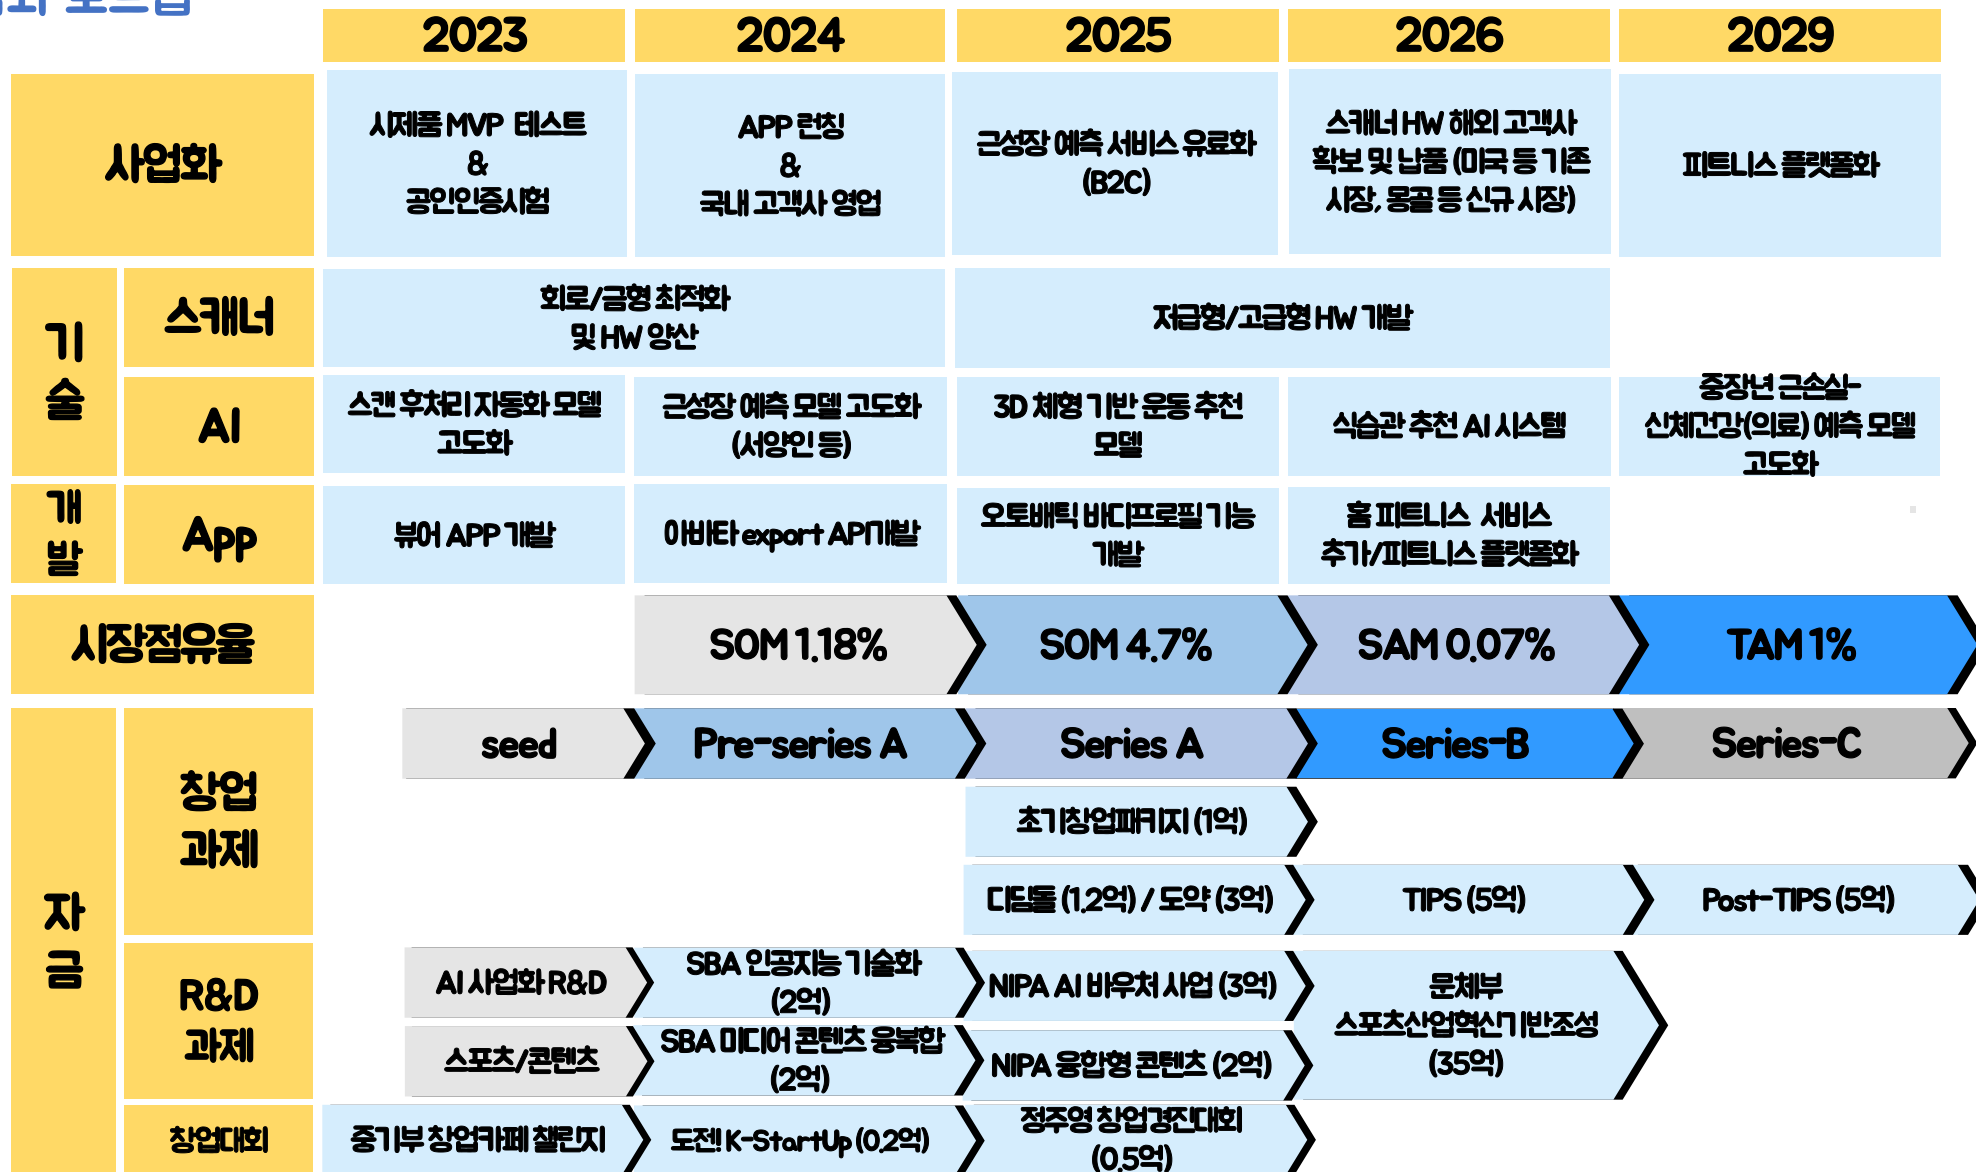 로드맵
2023 2024 2025 2026 2029
사업화
시제품 MVP 테스트
&
공인인증시험
APP 런칭
&
국내 고객사 영업
근성장 예측 서비스 유료화
(B2C)
스캐너 HW 해외 고객사
확보 및 납품 (미국 등 기존
시장, 몽골 등 신규 시장)
피트니스 플랫폼화
기
술
개
발
스캐너
회로/금형 최적화
및 HW 양산
저급형/고급형 HW 개발
AI
스캔 후처리 자동화 모델
고도화
근성장 예측 모델 고도화
(서양인 등)
3D 체형 기반 운동 추천
모델
식습관 추천 AI 시스템
중장년 근손실-
신체건강(의료) 예측 모델
고도화
App
뷰어 APP 개발
아바타 export API개발
오토매틱 바디프로필 기능
개발
홈 피트니스 서비스
추가/피트니스 플랫폼화
시장점유율
SOM 1.18%
SOM 4.7%
SAM 0.07%
TAM 1%
자
금
창업
과제
seed
Pre-series A
Series A
Series-B
Series-C
초기창업패키지 (1억)
디딤돌 (1.2억) / 도약 (3억)
TIPS (5억)
Post-TIPS (5억)
R&D
과제
AI 사업화 R&D
SBA 인공지능 기술화
(2억)
NIPA AI 바우처 사업 (3억)
문체부
스포츠산업혁신기반조성
(35억)
스포츠/콘텐츠
SBA 미디어 콘텐츠 융복합
(2억)
NIPA 융합형 콘텐츠 (2억)
창업대회
중기부 창업카페 챌린지
도전! K-StartUp (0.2억)
정주영 창업경진대회
(0.5억)